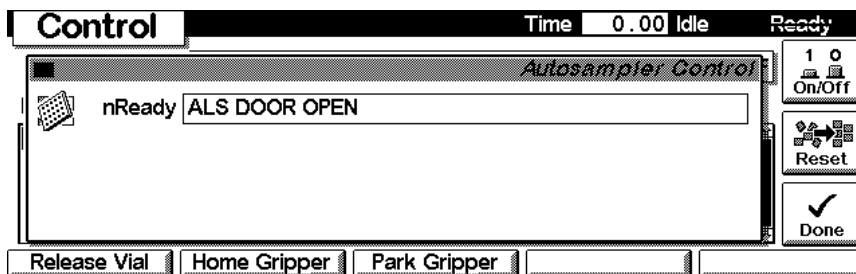 Control Time 0.00 Idle Ready
Autosampler Control
1 0
On/Off
nReady ALS DOOR OPEN
Reset
Done
Release Vial Home Gripper Park Gripper